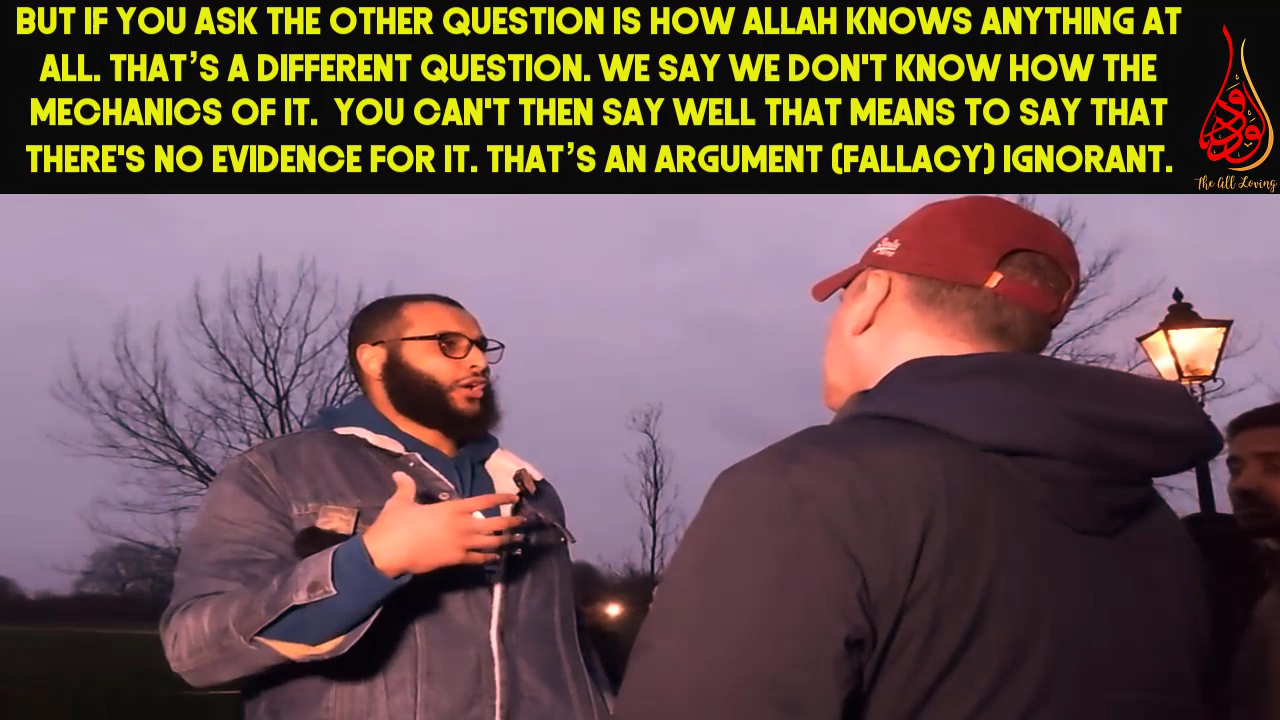 BUT IF YOU ASK THE OTHER QUESTION IS HOW ALLAH KNOWS ANYTHING AT
ALL. THAT’S A DIFFERENT QUESTION. WE SAY WE DON'T KNOW HOW THE
MECHANICS OF IT.  YOU CAN'T THEN SAY WELL THAT MEANS TO SAY THAT
THERE'S NO EVIDENCE FOR IT. THAT’S AN ARGUMENT (FALLACY) IGNORANT.
الودود
The All Loving